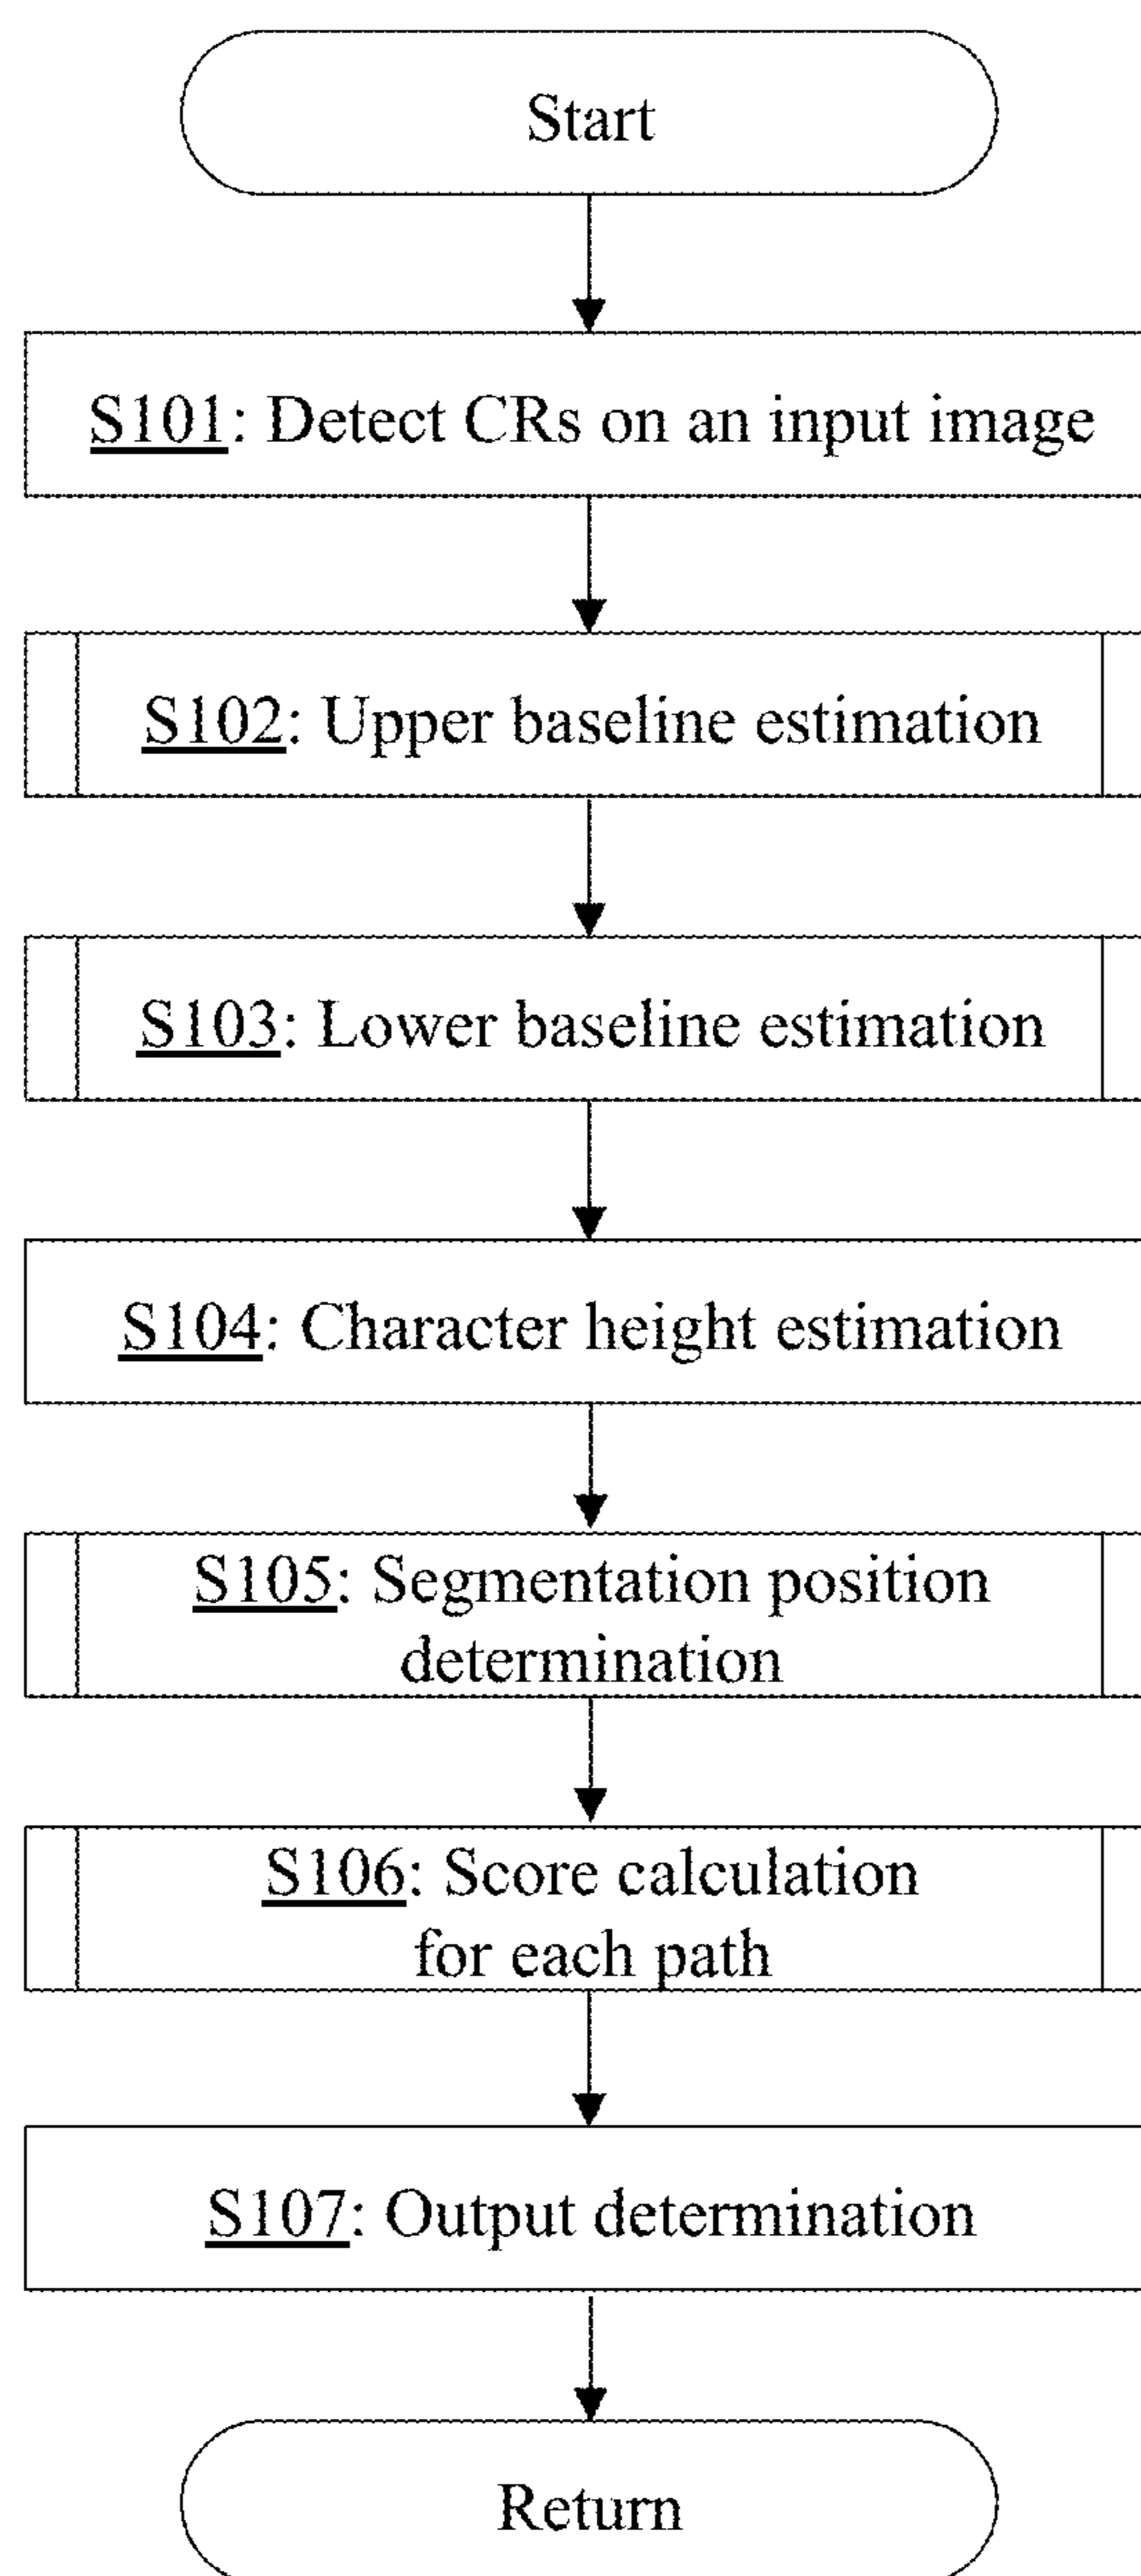 Start
S101: Detect CRs on an input image
S102: Upper baseline estimation
S103: Lower baseline estimation
S104: Character height estimation
S105: Segmentation position
determination
S106: Score calculation
for each path
S107: Output determination
Return